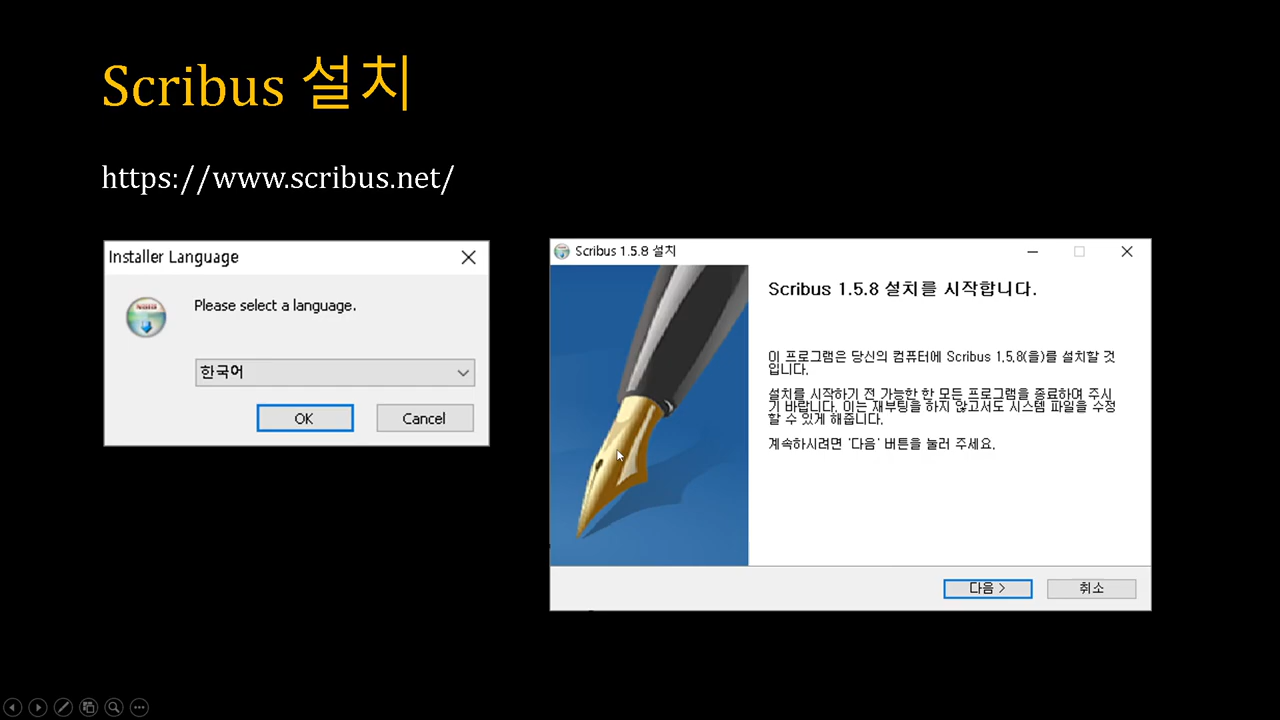 Scribus 설치
https://www.scribus.net/
Installer Language
Please select a language.
한국어
OK
Cancel
Scribus 1.5.8 설치
Scribus 1.5.8 설치를 시작합니다.
이 프로그램은 당신의 컴퓨터에 Scribus 1.5.8(을)를 설치할 것
입니다.
설치를 시작하기 전 가능한 한 모든 프로그램을 종료하여 주시
기 바랍니다. 이는 재부팅을 하지 않고서도 시스템 파일을 수정
할 수 있게 해줍니다.
계속하시려면 '다음' 버튼을 눌러 주세요.
다음 >
취소